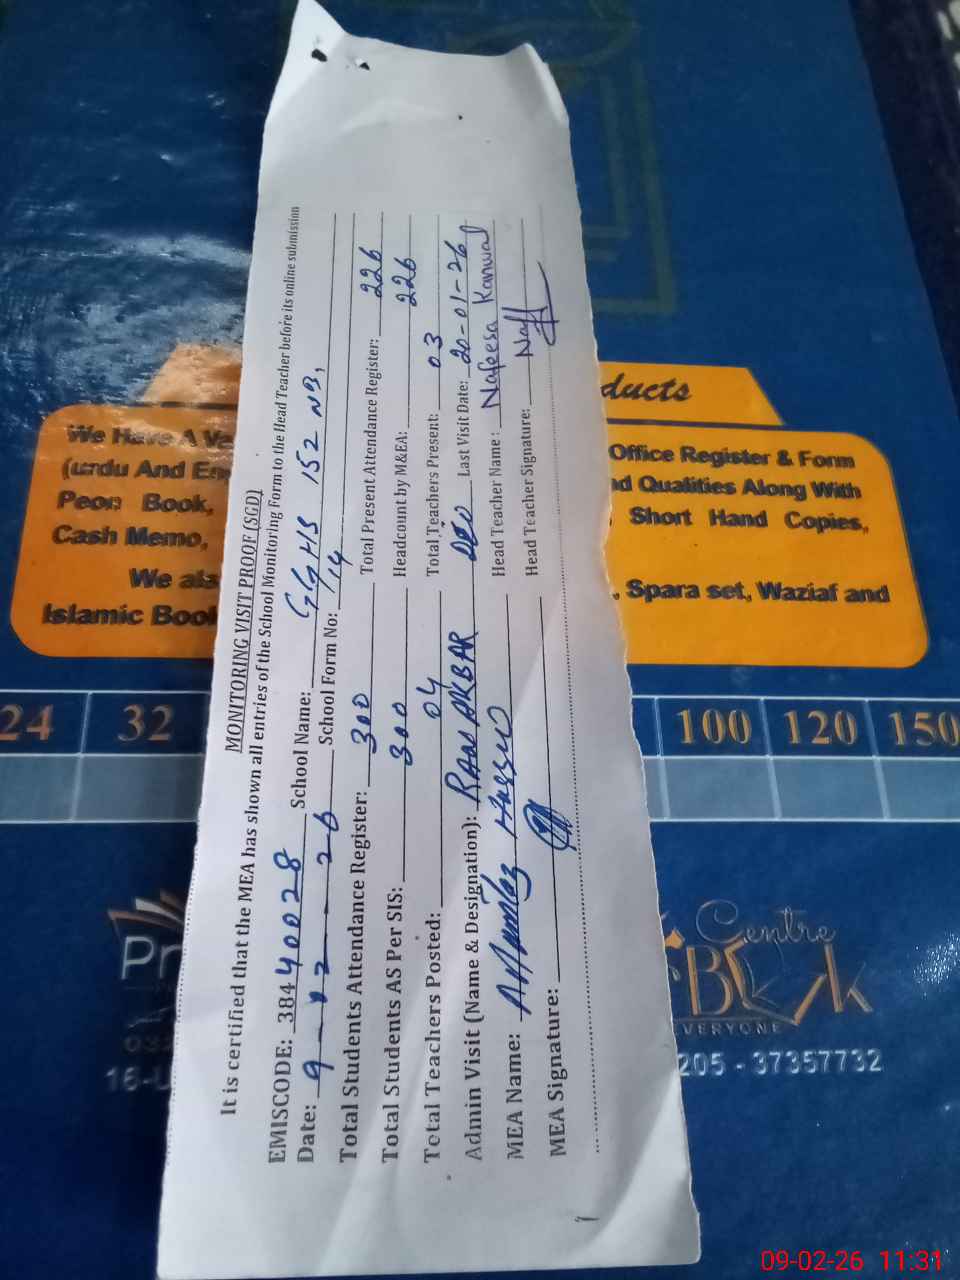 MONITORING VISIT PROOF (SGD)
It is certified that the MEA has shown all entries of the School Monitoring Form to the Head Teacher before its online submission
EMISCODE: 38440028 School Name: GGHS 152 NB,
Date: 9-02-26 School Form No: 14
Total Students Attendance Register: 300 Total Present Attendance Register: 226
Total Students AS Per SIS: 300 Headcount by M&EA: 226
Total Teachers Posted: 04 Total Teachers Present: 03
Admin Visit (Name & Designation): AKBAR DEO Last Visit Date: 20-01-26
MEA Name: Head Teacher Name: Nafeesa Kanwal
MEA Signature: Head Teacher Signature:
ducts
We Have A Va
(urdu And En
Peon Book,
Cash Memo,
We als
Islamic Book
Office Register & Form
nd Qualities Along With
Short Hand Copies,
, Spara set, Waziaf and
24 32 100 120 150
Pr
Centre
EVERYONE
16-U
205 - 37357732
09-02-26 11:31